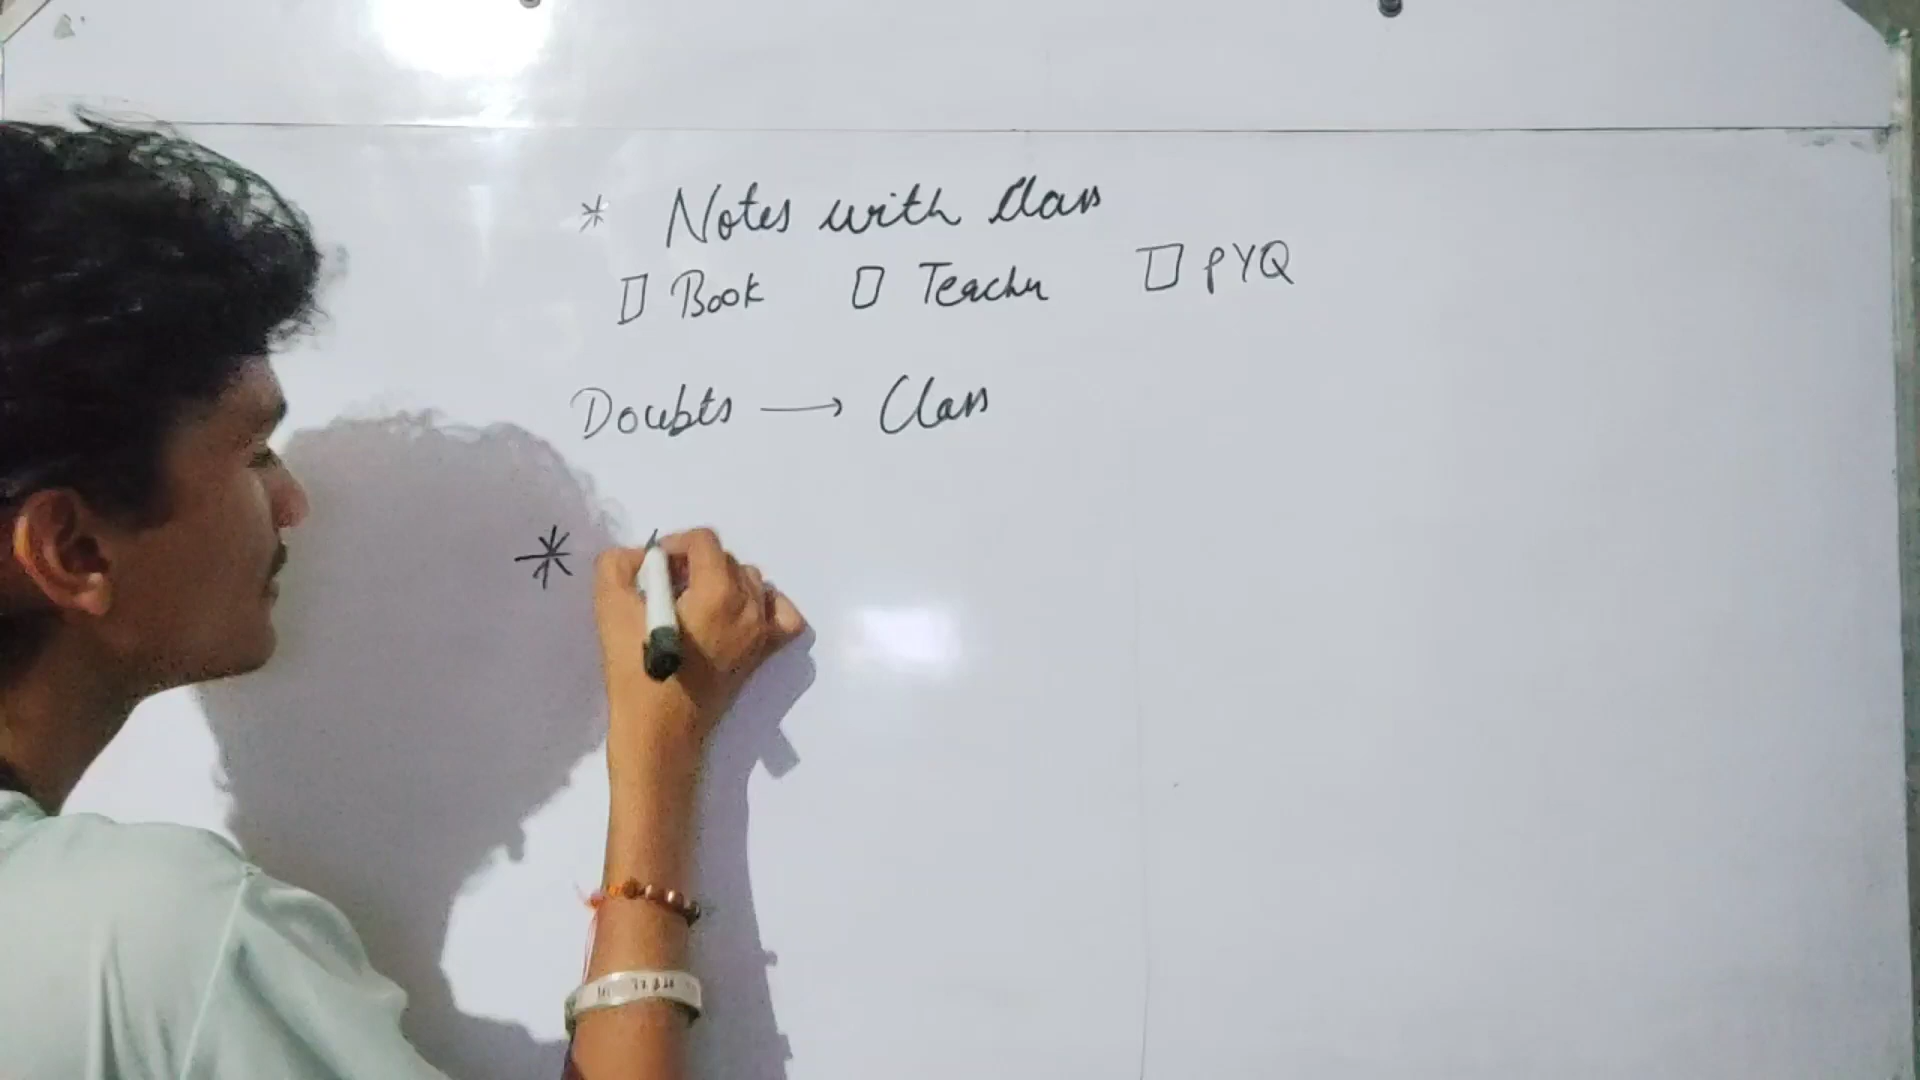 * Notes with Class
□ Book □ Teacher □ PYQ
Doubts → Class
*